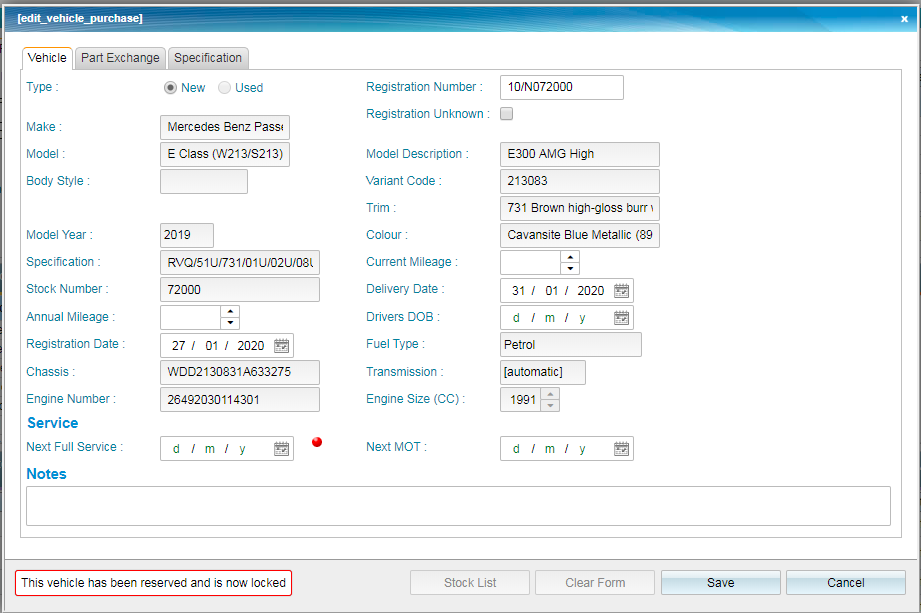 [edit_vehicle_purchase] x
Vehicle Part Exchange Specification
Type : New Used Registration Number : 10/N072000
Registration Unknown :
Make : Mercedes Benz Passe
Model : E Class (W213/S213) Model Description : E300 AMG High
Body Style : Variant Code : 213083
Trim : 731 Brown high-gloss burr
Model Year : 2019 Colour : Cavansite Blue Metallic (89
Specification : RVQ/51U/731/01U/02U/08U Current Mileage :
Stock Number : 72000 Delivery Date : 31 / 01 / 2020
Annual Mileage : Drivers DOB : d / m / y
Registration Date : 27 / 01 / 2020 Fuel Type : Petrol
Chassis : WDD2130831A633275 Transmission : [automatic]
Engine Number : 26492030114301 Engine Size (CC) : 1991
Service
Next Full Service : d / m / y Next MOT : d / m / y
Notes
This vehicle has been reserved and is now locked Stock List Clear Form Save Cancel